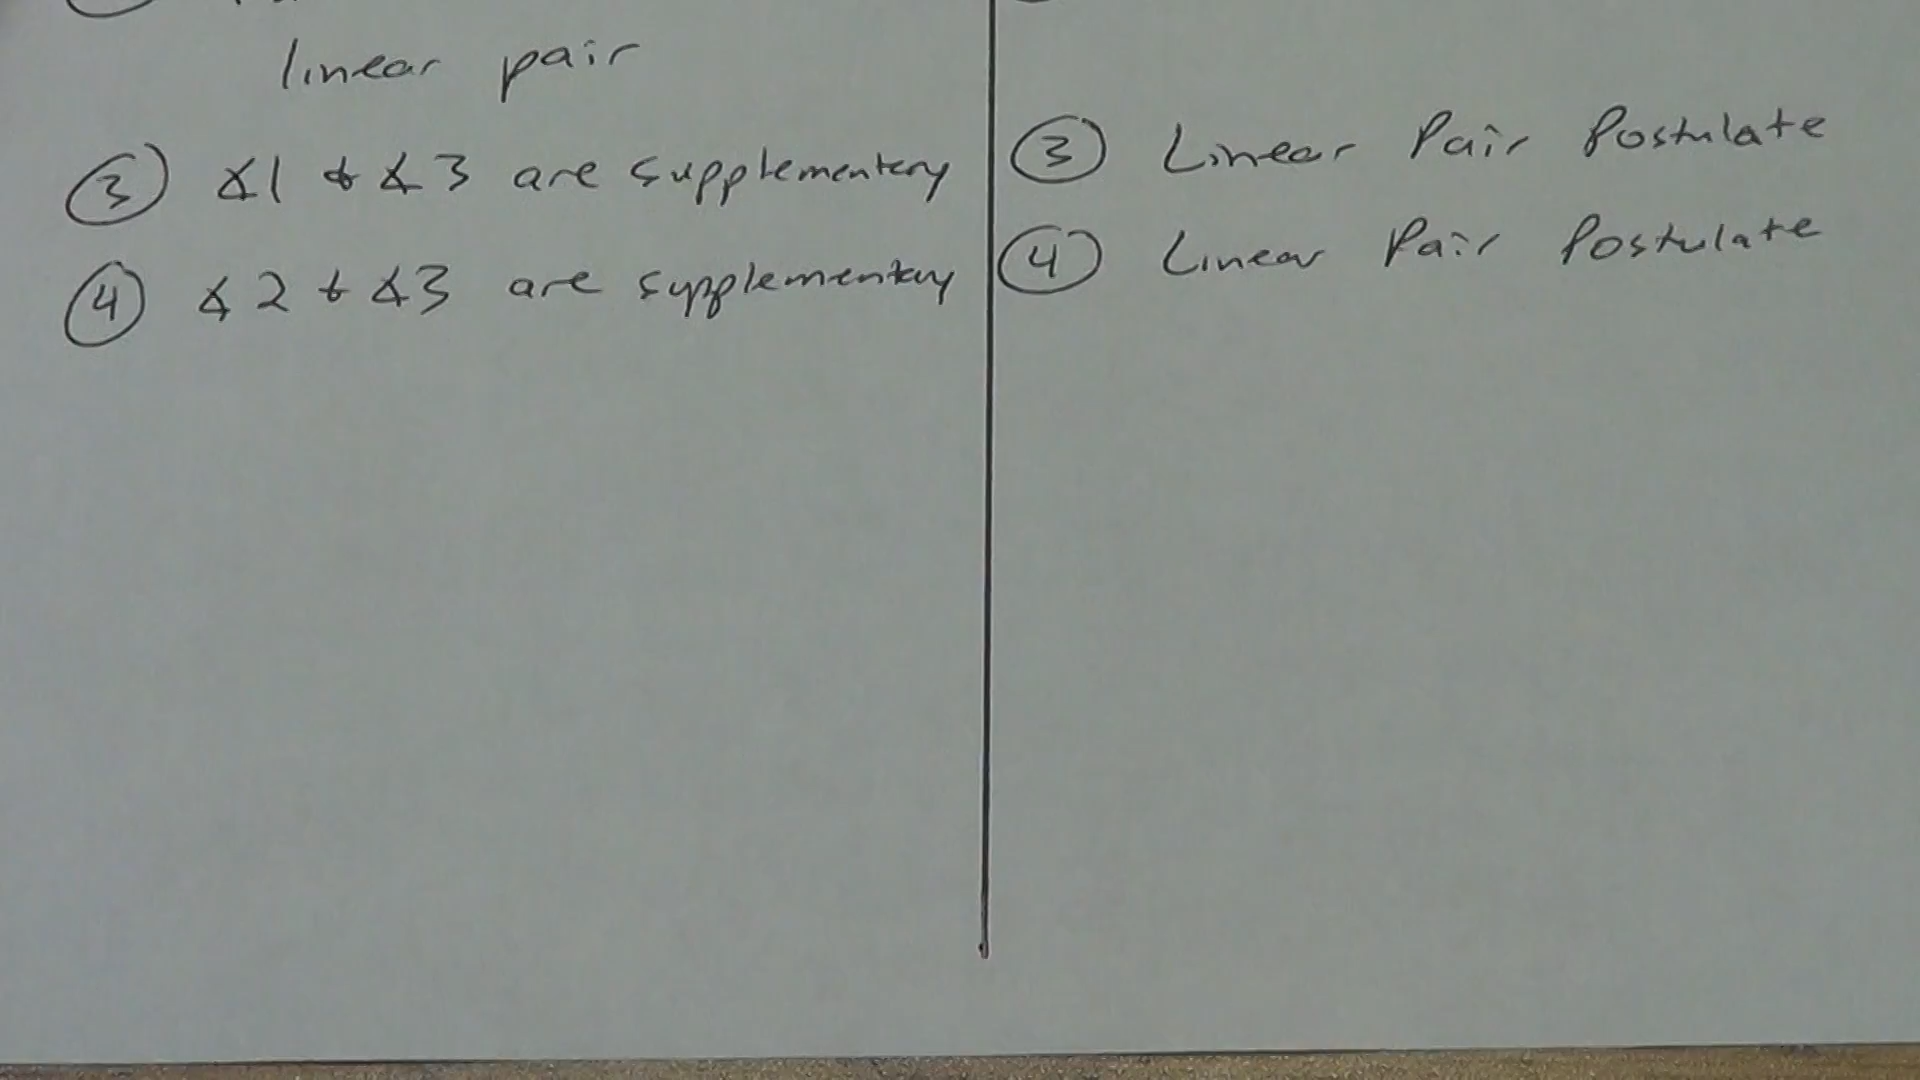 linear pair
③ ∡1 & ∡3 are supplementery
③ Linear Pair Postulate
④ ∡2 & ∡3 are supplementary
④ Linear Pair Postulate